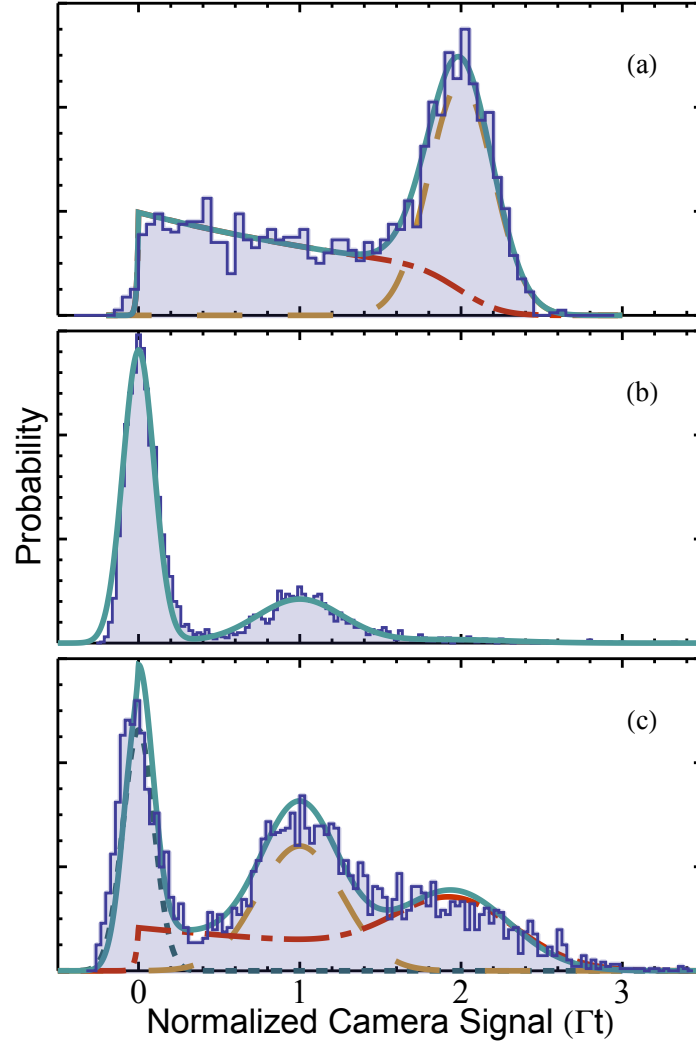 (a)
(b)
Probability
(c)
0 1 2 3
Normalized Camera Signal (Γt)